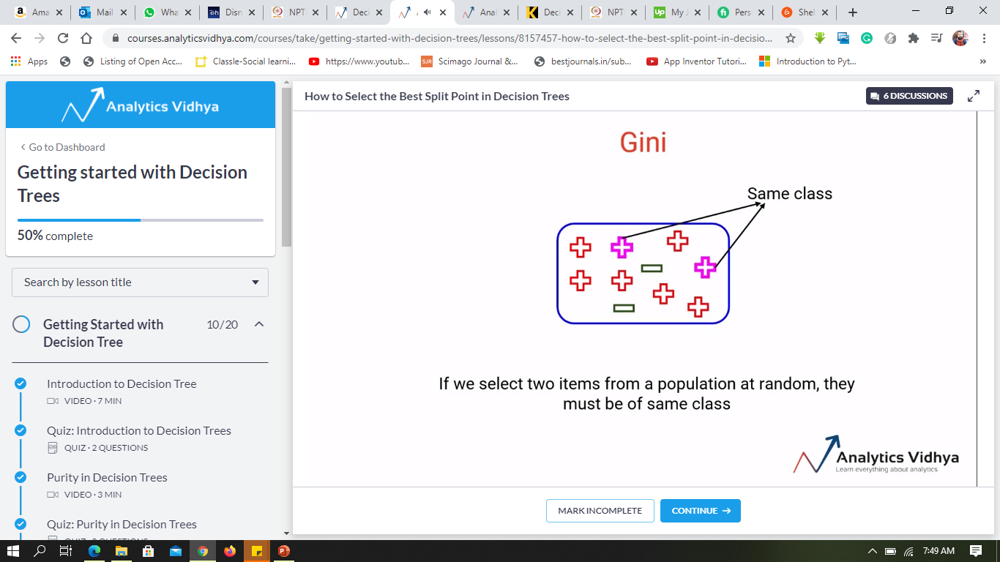 Ama
Mail
Wha
Disn
NPT
Deci
Anal
Deci
NPT
My J
Pers
Shel
courses.analyticsvidhya.com/courses/take/getting-started-with-decision-trees/lessons/8157457-how-to-select-the-best-split-point-in-decisio...
Apps
Listing of Open Acc...
Classle-Social learni...
https://www.youtub...
SJR
Scimago Journal &...
bestjournals.in/sub...
App Inventor Tutori...
Introduction to Pyt...
»
Analytics Vidhya
< Go to Dashboard
Getting started with Decision
Trees
50% complete
Search by lesson title
Getting Started with
Decision Tree
10/20
Introduction to Decision Tree
VIDEO · 7 MIN
Quiz: Introduction to Decision Trees
QUIZ · 2 QUESTIONS
Purity in Decision Trees
VIDEO · 3 MIN
Quiz: Purity in Decision Trees
How to Select the Best Split Point in Decision Trees
6 DISCUSSIONS
Gini
Same class
If we select two items from a population at random, they
must be of same class
Analytics Vidhya
Learn everything about analytics
MARK INCOMPLETE
CONTINUE →
7:49 AM